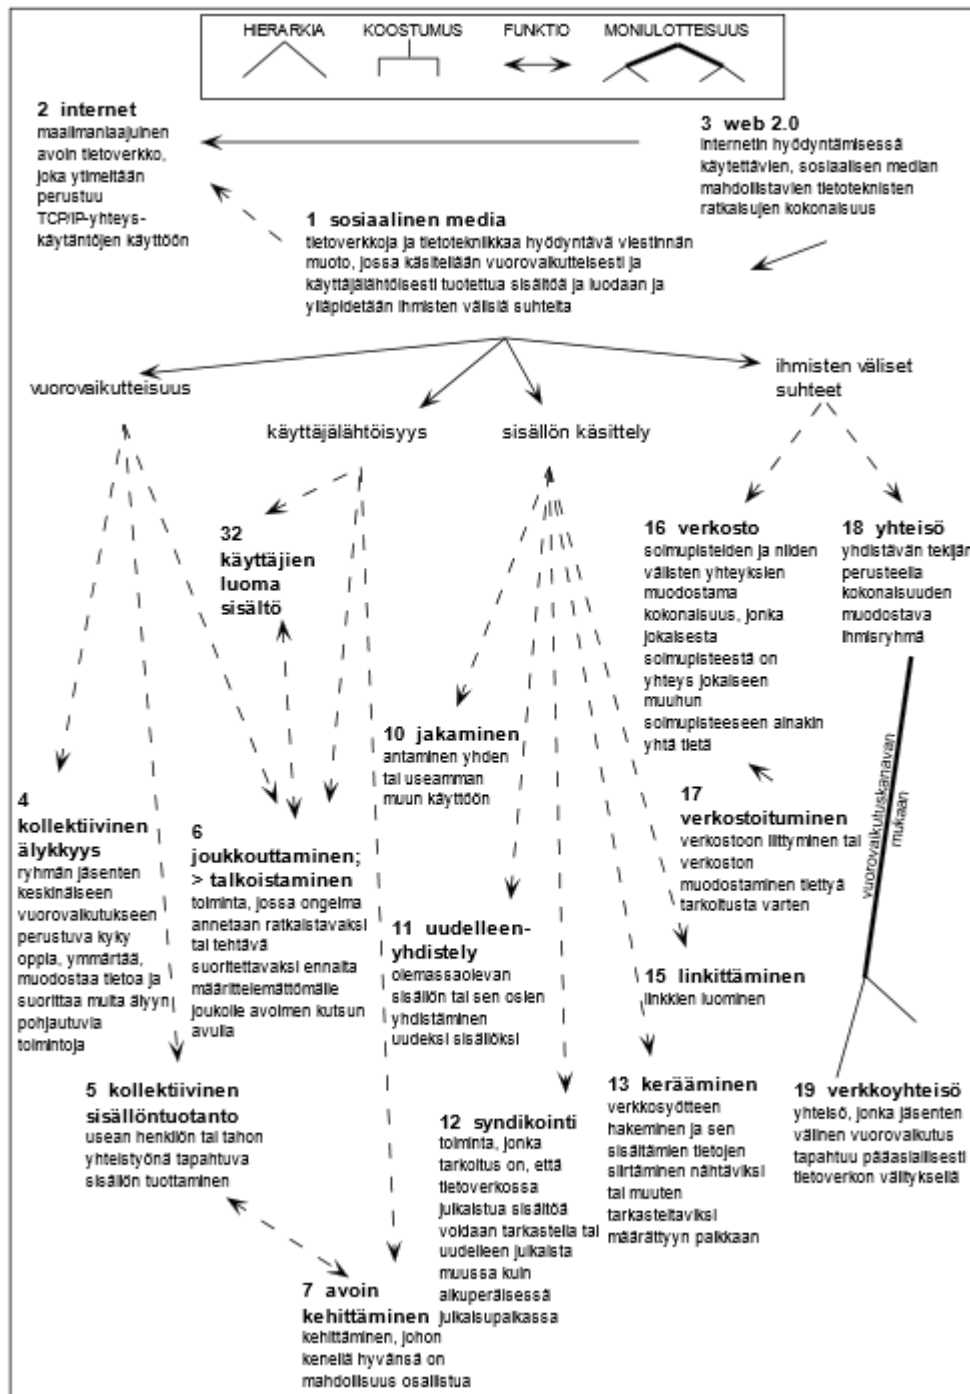 HIERARKIA KOOSTUMUS FUNKTIO MONIULOTTEISUUS
2 internet
maailmanlaajuinen
avoin tietoverkko,
joka ytimeltään
perustuu
TCP/IP-yhteys-
käytäntöjen käyttöön
3 web 2.0
internetin hyödyntämisessä
käytettävien, sosiaalisen median
mahdollistavien tietoteknisten
ratkaisujen kokonaisuus
1 sosiaalinen media
tietoverkkoja ja tietotekniikkaa hyödyntävä viestinnän
muoto, jossa käsitellään vuorovaikutteisesti ja
käyttäjälähtöisesti tuotettua sisältöä ja luodaan ja
ylläpidetään ihmisten välisiä suhteita
vuorovaikutteisuus
käyttäjälähtöisyys
sisällön käsittely
ihmisten väliset
suhteet
32
käyttäjien
luoma
sisältö
16 verkosto
solmupisteiden ja niiden
välisten yhteyksien
muodostama
kokonaisuus, jonka
jokaisesta
solmupisteestä on
yhteys jokaiseen
muuhun
solmupisteeseen ainakin
yhtä tietä
18 yhteisö
yhdistävän tekijän
perusteella
kokonaisuuden
muodostava
ihmisryhmä
10 jakaminen
antaminen yhden
tai useamman
muun käyttöön
17
verkostoituminen
verkostoon liittyminen tai
verkoston
muodostaminen tiettyä
tarkoitusta varten
vuorovaikutuskanavan
mukaan
4
kollektiivinen
älykkyys
ryhmän jäsenten
keskinäiseen
vuorovaikutukseen
perustuva kyky
oppia, ymmärtää,
muodostaa tietoa ja
suorittaa muita älyyn
pohjautuvia
toimintoja
6
joukkouttaminen;
> talkoistaminen
toiminta, jossa ongelma
annetaan ratkaistavaksi
tai tehtävä
suoritettavaksi ennalta
määrittelemättömälle
joukolle avoimen kutsun
avulla
11 uudelleen-
yhdistely
olemassaolevan
sisällön tai sen osien
yhdistäminen
uudeksi sisällöksi
15 linkittäminen
linkkien luominen
5 kollektiivinen
sisällöntuotanto
usean henkilön tai tahon
yhteistyönä tapahtuva
sisällön tuottaminen
12 syndikointi
toiminta, jonka
tarkoitus on, että
tietoverkossa
julkaistua sisältöä
voidaan tarkastella tai
uudelleen julkaista
muussa kuin
alkuperäisessä
julkaisupaikassa
13 kerääminen
verkkosyötteen
hakeminen ja sen
sisältämien tietojen
siirtäminen nähtäviksi
tai muuten
tarkasteltaviksi
määrättyyn paikkaan
19 verkkoyhteisö
yhteisö, jonka jäsenten
välinen vuorovaikutus
tapahtuu pääasiallisesti
tietoverkon välityksellä
7 avoin
kehittäminen
kehittäminen, johon
kenellä hyvänsä on
mahdollisuus osallistua